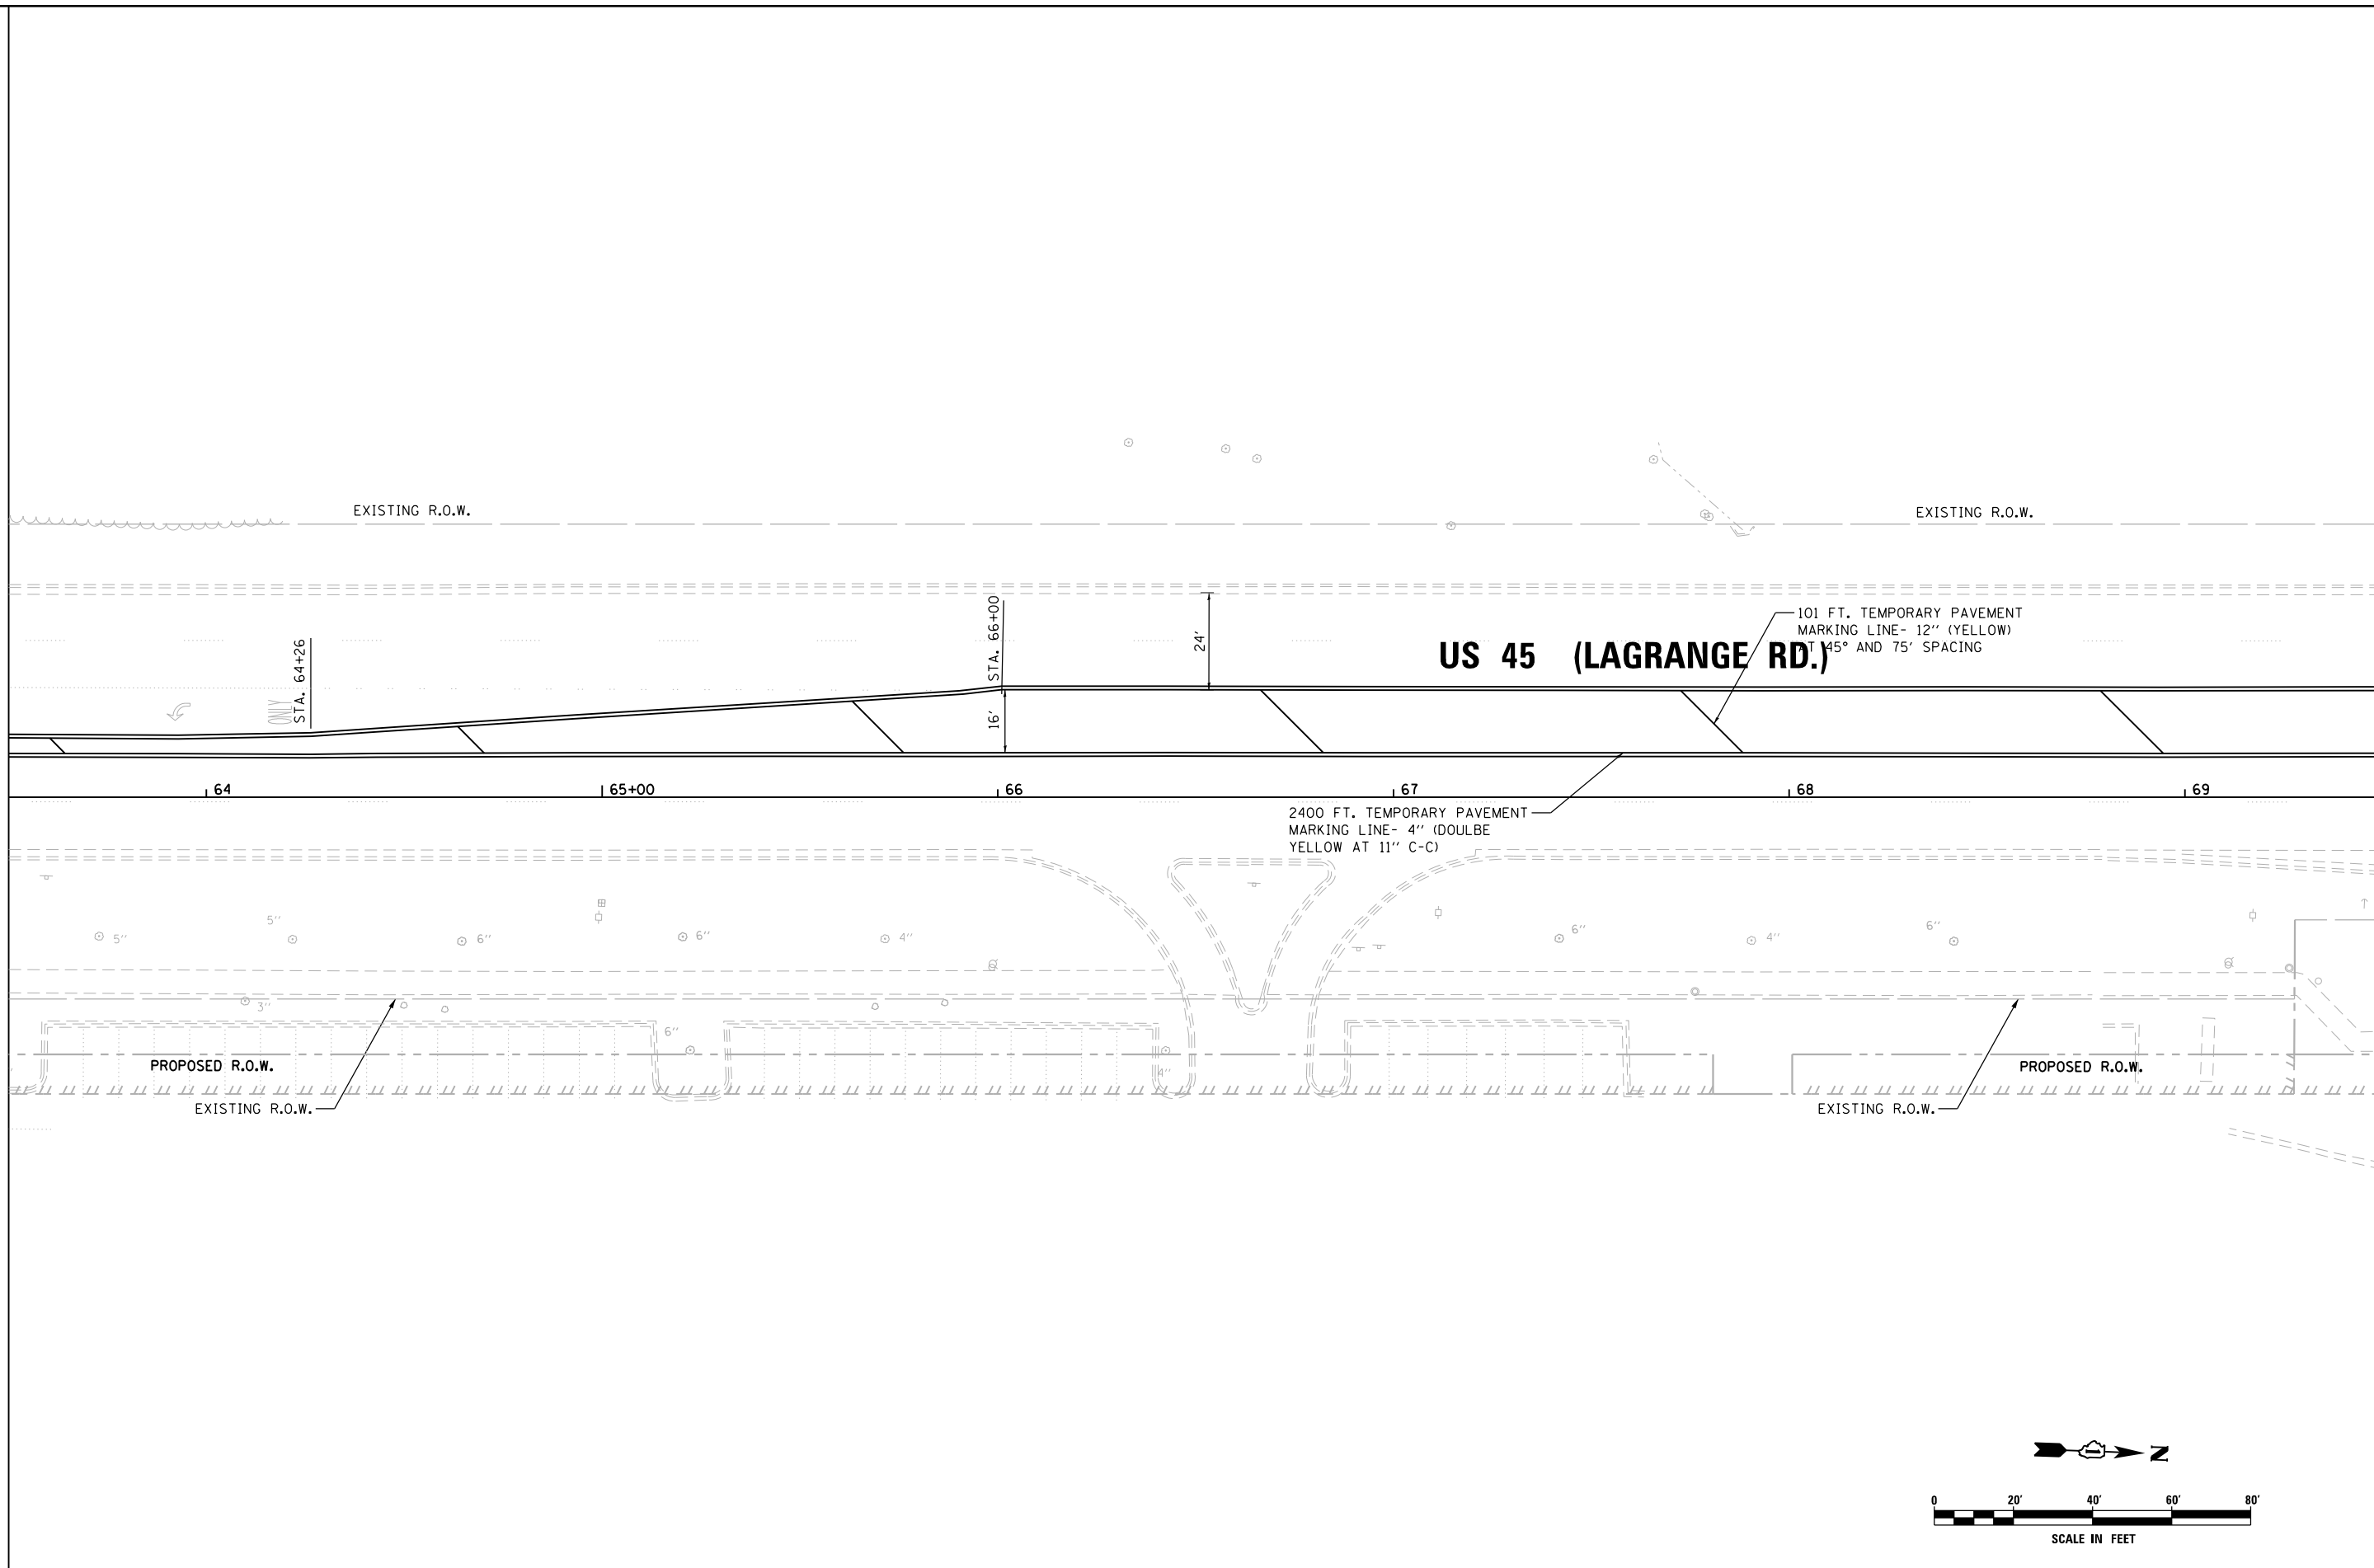 EXISTING R.O.W.
EXISTING R.O.W.
STA. 64+26
STA. 66+00
24'
16'
ONLY
US 45 (LAGRANGE RD.)
101 FT. TEMPORARY PAVEMENT
MARKING LINE- 12'' (YELLOW)
AT 45° AND 75' SPACING
64
65+00
66
67
68
69
2400 FT. TEMPORARY PAVEMENT
MARKING LINE- 4'' (DOULBE
YELLOW AT 11'' C-C)
5''
5''
6''
6''
4''
6''
4''
6''
3''
6''
4''
PROPOSED R.O.W.
PROPOSED R.O.W.
EXISTING R.O.W.
EXISTING R.O.W.
N
0 20' 40' 60' 80'
SCALE IN FEET